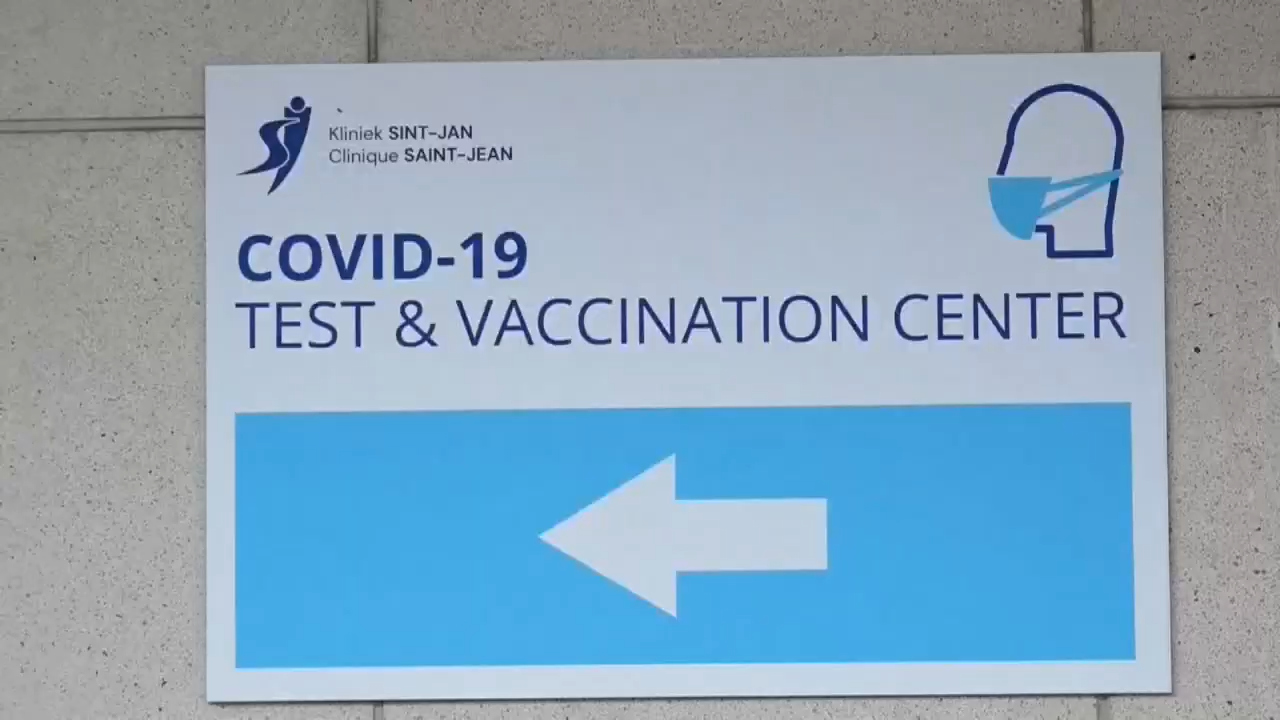 Kliniek SINT-JAN
Clinique SAINT-JEAN
COVID-19
TEST & VACCINATION CENTER